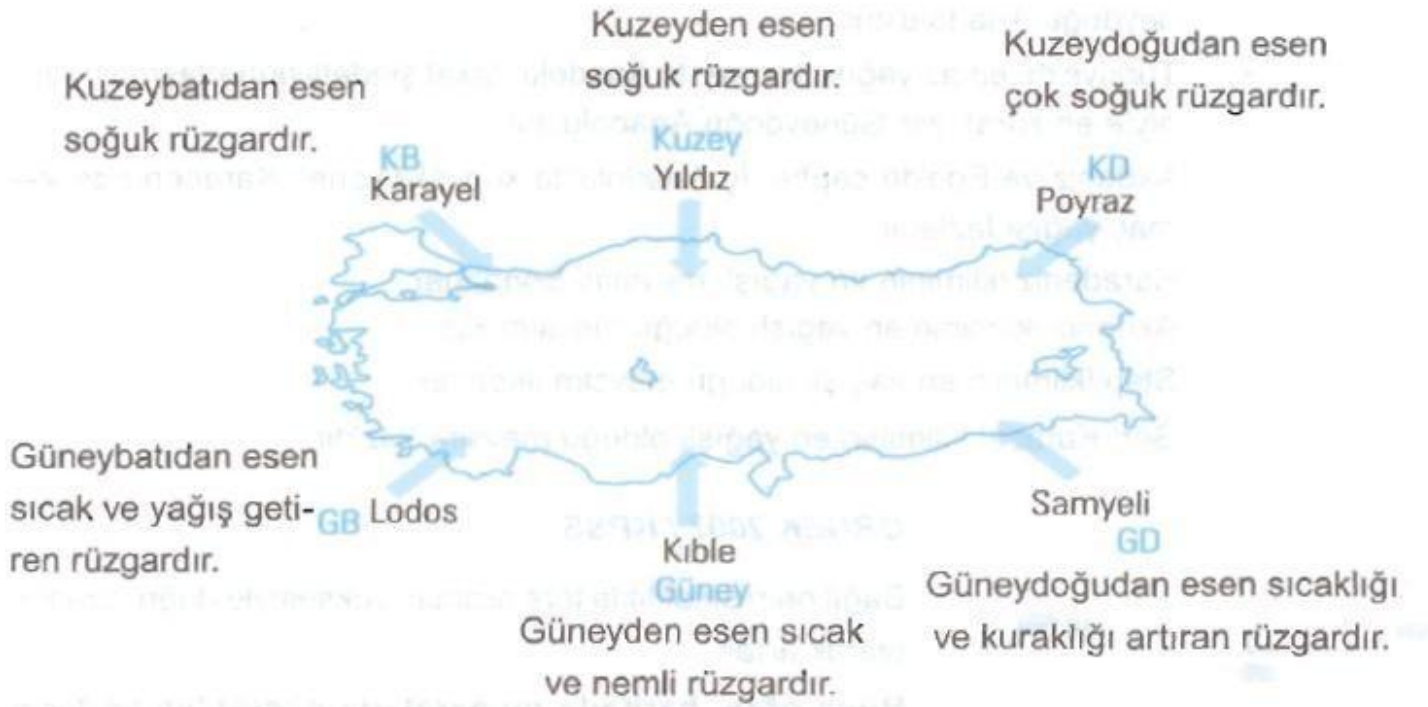 Kuzeybatıdan esen
soğuk rüzgardır.
KB
Karayel
Kuzeyden esen
soğuk rüzgardır.
Kuzey
Yıldız
Kuzeydoğudan esen
çok soğuk rüzgardır.
KD
Poyraz
Güneybatıdan esen
sıcak ve yağış geti-
ren rüzgardır.
GB Lodos
Kıble
Güney
Güneyden esen sıcak
ve nemli rüzgardır.
Samyeli
GD
Güneydoğudan esen sıcaklığı
ve kuraklığı artıran rüzgardır.